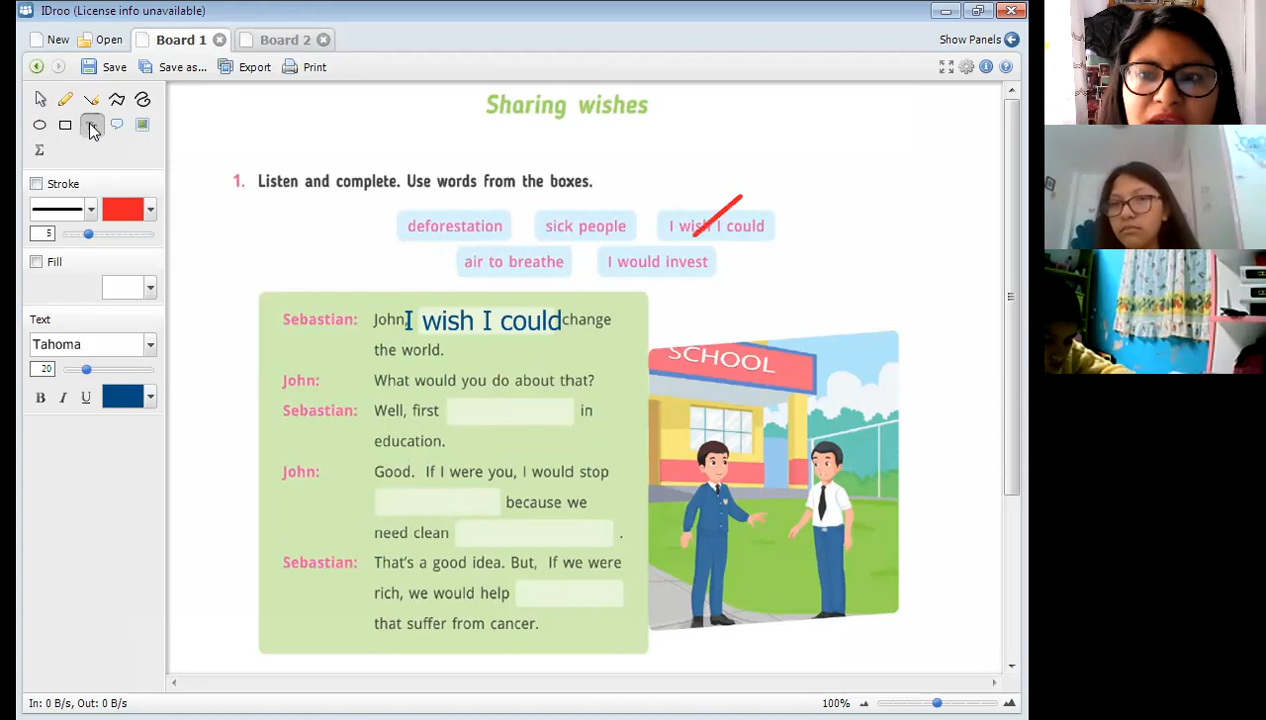 IDroo (License info unavailable)
New Open Board 1 Board 2 Show Panels
Save Save as... Export Print
Sharing wishes
1. Listen and complete. Use words from the boxes.
deforestation sick people I wish I could
air to breathe I would invest
Stroke
5
Fill
Text
Tahoma
20
B I U
Sebastian: John I wish I could change
the world.
John: What would you do about that?
Sebastian: Well, first in
education.
John: Good. If I were you, I would stop
because we
need clean .
Sebastian: That's a good idea. But, If we were
rich, we would help
that suffer from cancer.
SCHOOL
In: 0 B/s, Out: 0 B/s 100%